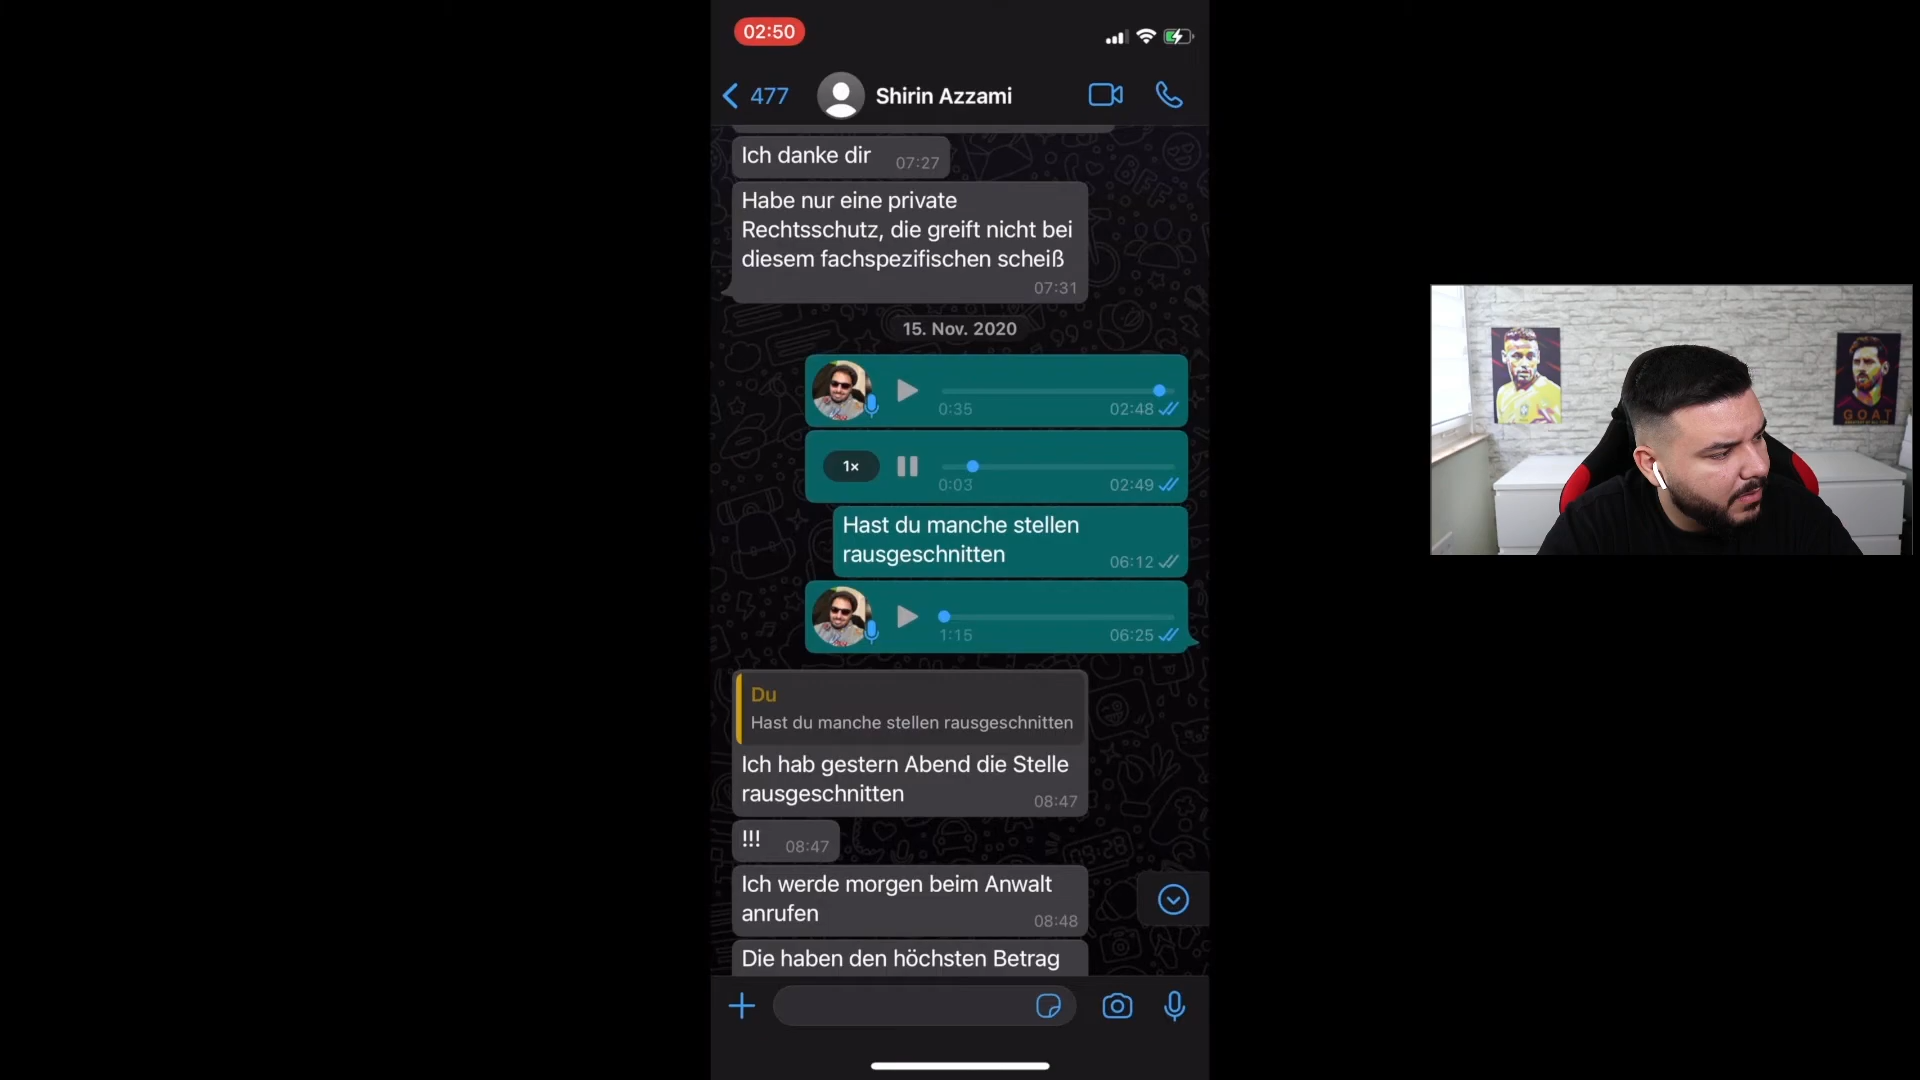 02:50
477
Shirin Azzami
Ich danke dir
07:27
Habe nur eine private
Rechtsschutz, die greift nicht bei
diesem fachspezifischen scheiß
07:31
15. Nov. 2020
0:35
02:48
1×
0:03
02:49
Hast du manche stellen
rausgeschnitten
06:12
1:15
06:25
Du
Hast du manche stellen rausgeschnitten
Ich hab gestern Abend die Stelle
rausgeschnitten
08:47
!!!
08:47
Ich werde morgen beim Anwalt
anrufen
08:48
Die haben den höchsten Betrag
GOAT